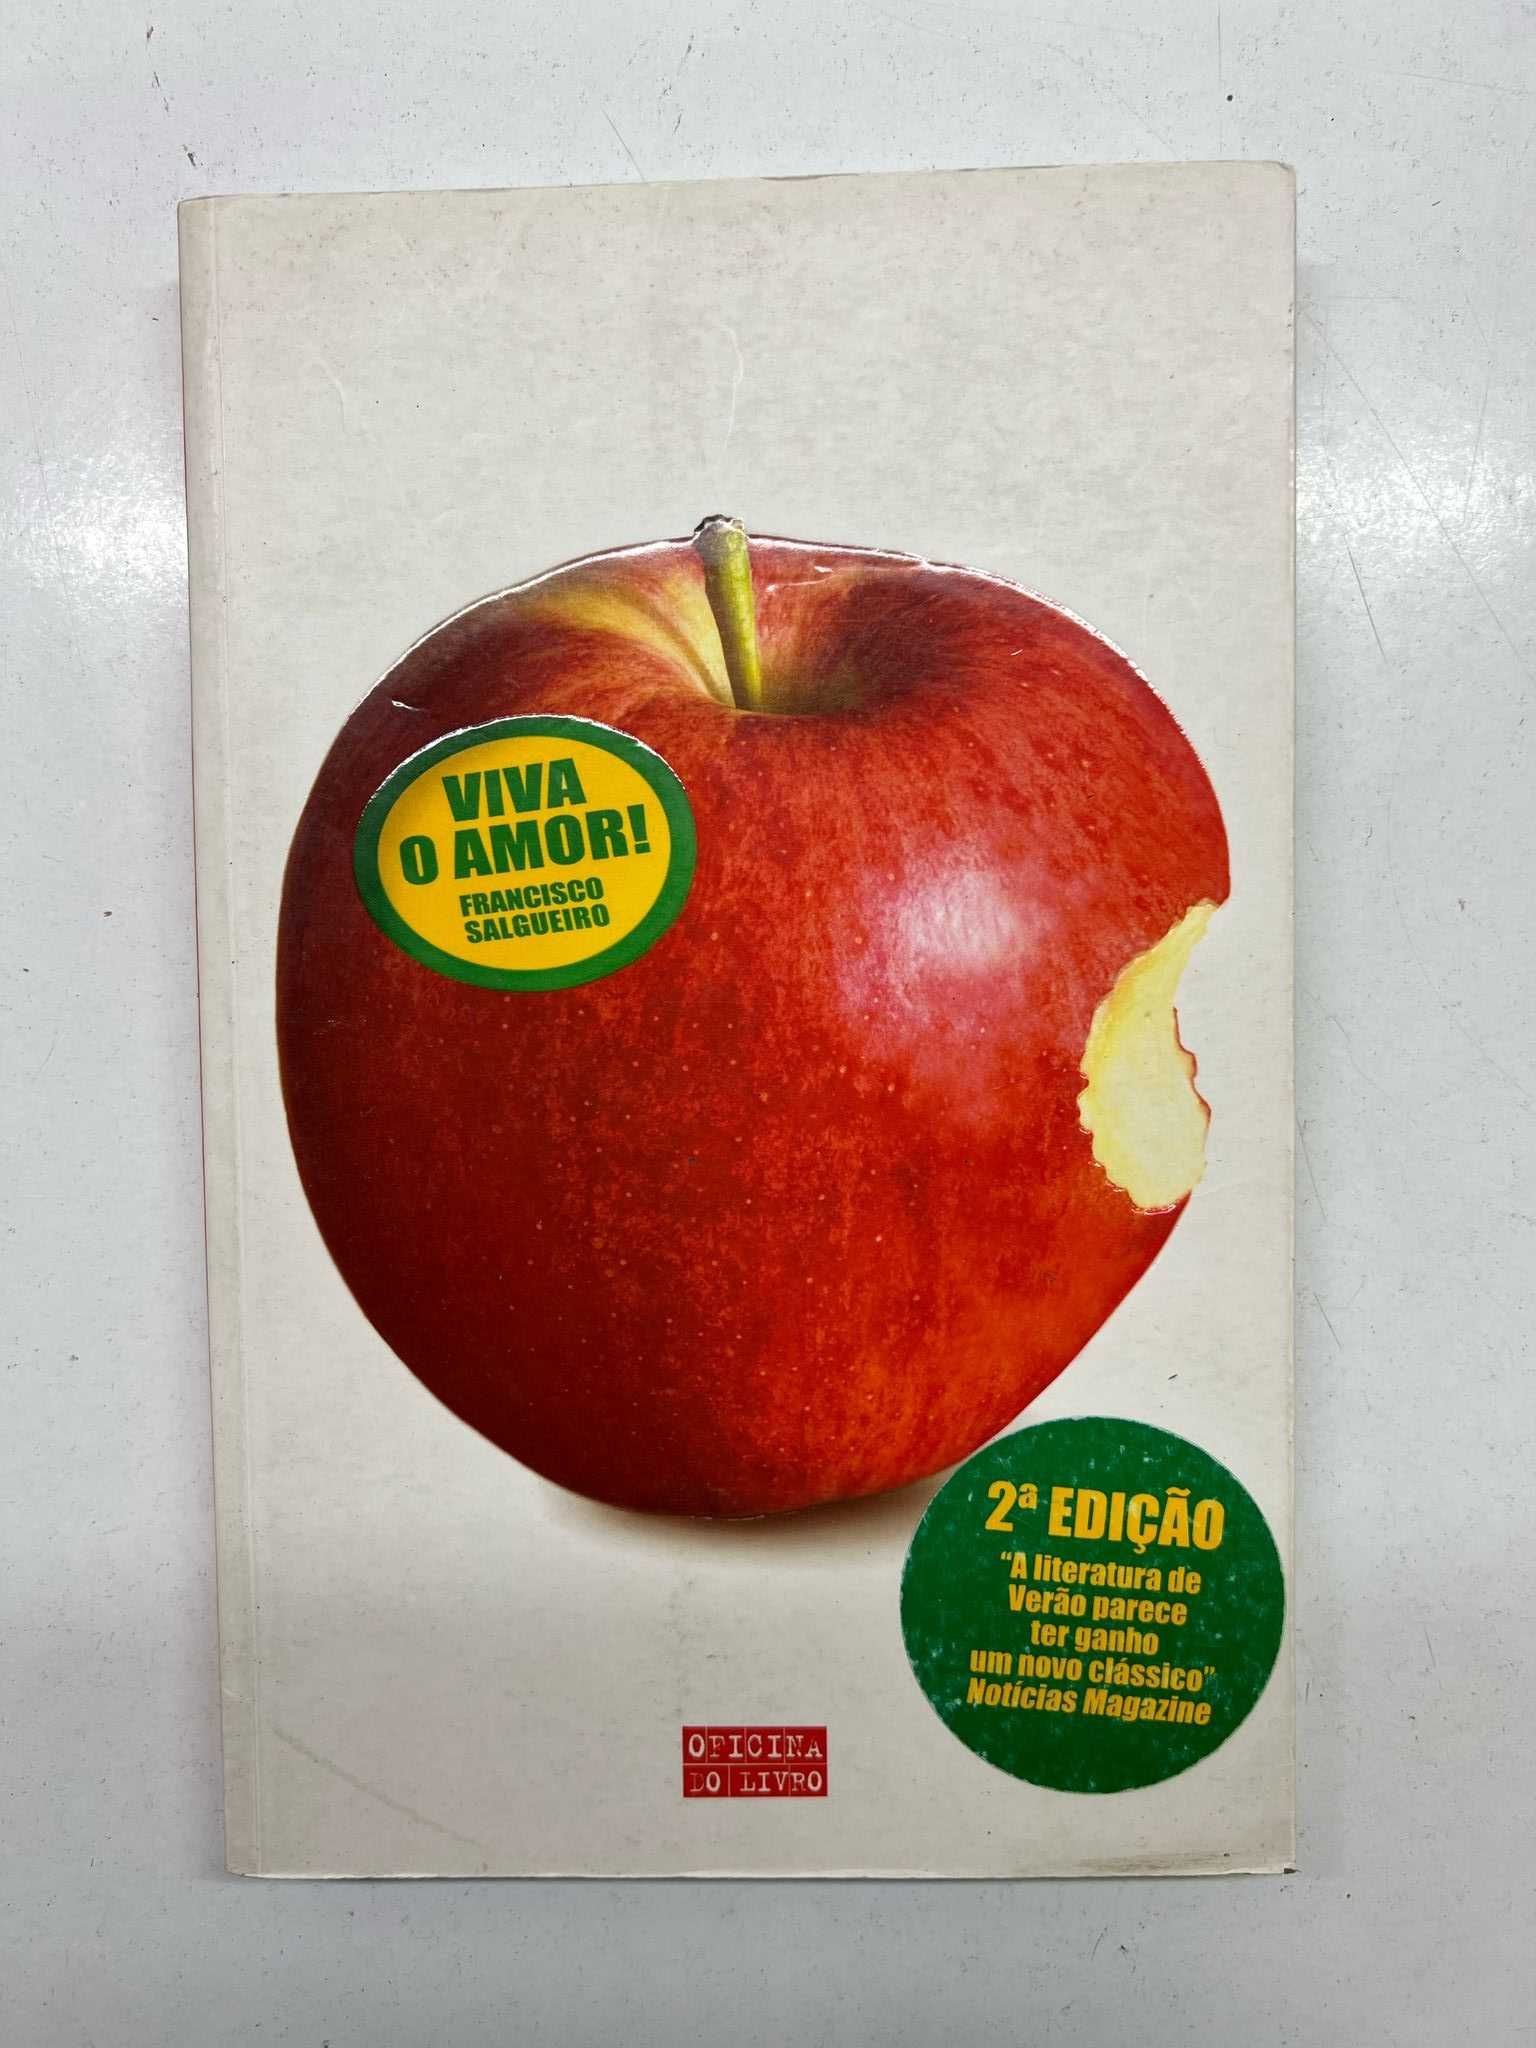 VIVA
O AMOR!
FRANCISCO
SALGUEIRO
2ª EDIÇÃO
"A literatura de
Verão parece
ter ganho
um novo clássico"
Notícias Magazine
OFICINA
DO LIVRO